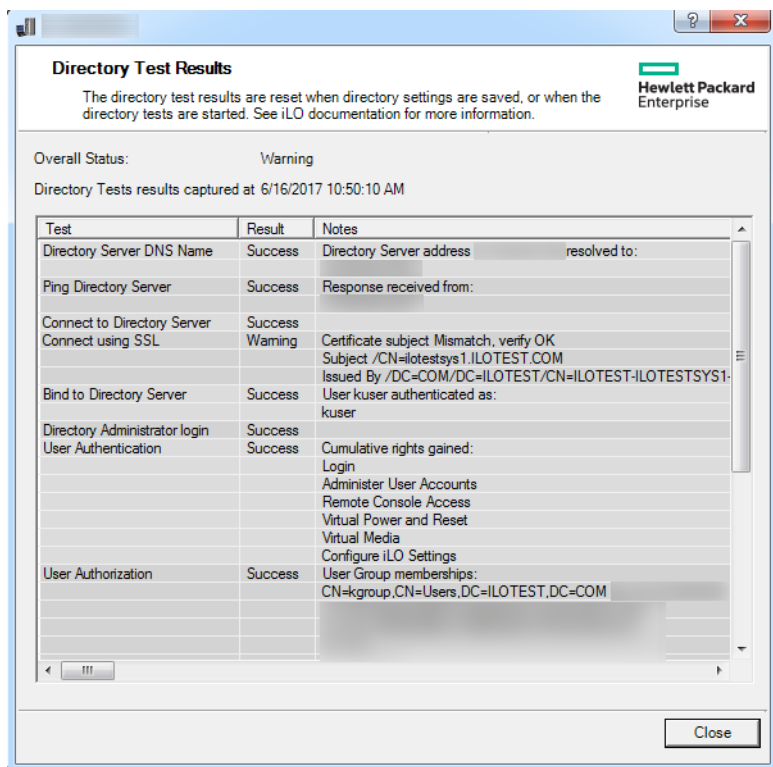 Directory Test Results
The directory test results are reset when directory settings are saved, or when the
directory tests are started. See iLO documentation for more information.
Hewlett Packard
Enterprise
Overall Status: Warning
Directory Tests results captured at 6/16/2017 10:50:10 AM
Test Result Notes
Directory Server DNS Name Success Directory Server address resolved to:
Ping Directory Server Success Response received from:
Connect to Directory Server Success
Connect using SSL Warning Certificate subject Mismatch, verify OK
Subject /CN=ilotestsys1.ILOTEST.COM
Issued By /DC=COM/DC=ILOTEST/CN=ILOTEST-ILOTESTSYS1-
Bind to Directory Server Success User kuser authenticated as:
kuser
Directory Administrator login Success
User Authentication Success Cumulative rights gained:
Login
Administer User Accounts
Remote Console Access
Virtual Power and Reset
Virtual Media
Configure iLO Settings
User Authorization Success User Group memberships:
CN=kgroup,CN=Users,DC=ILOTEST,DC=COM
Close